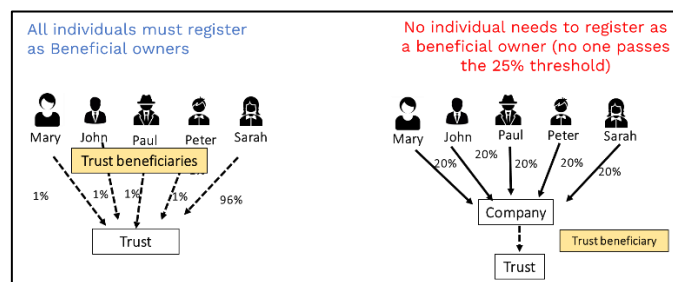 All individuals must register
as Beneficial owners
Mary
John
Paul
Peter
Sarah
Trust beneficiaries
1%
1%
1%
1%
96%
Trust
No individual needs to register as
a beneficial owner (no one passes
the 25% threshold)
Mary
John
Paul
Peter
Sarah
20%
20%
20%
20%
20%
Company
Trust beneficiary
Trust